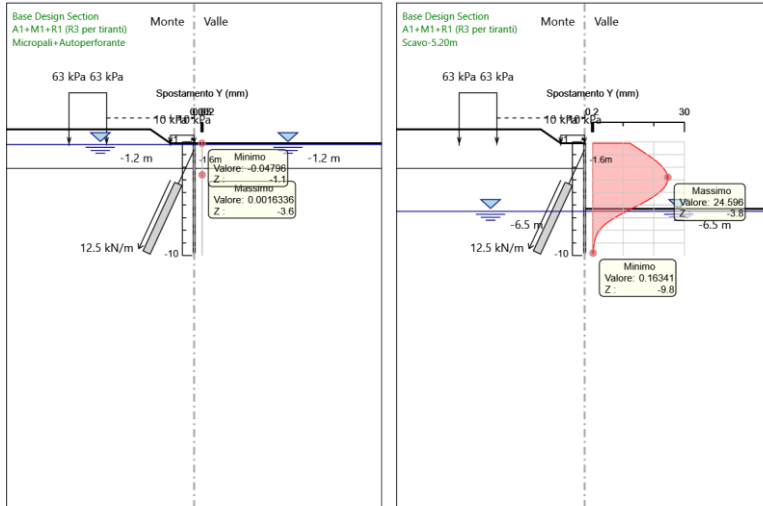 Base Design Section
A1+M1+R1 (R3 per tiranti)
Micropali+Autoperforante
Monte
Valle
63 kPa 63 kPa
Spostamento Y (mm)
10 kPa
-1.2 m
-1.6m
-1.2 m
Minimo
Valore: -0.04796
Z : -1.1
Massimo
Valore: 0.0016336
Z : -3.6
12.5 kN/m
-10
Base Design Section
A1+M1+R1 (R3 per tiranti)
Scavo-5.20m
Monte
Valle
63 kPa 63 kPa
Spostamento Y (mm)
0.2
30
10 kPa
-1.6m
Massimo
Valore: 24.596
Z : -3.8
-6.5 m
-6.5 m
12.5 kN/m
-10
Minimo
Valore: 0.16341
Z : -9.8